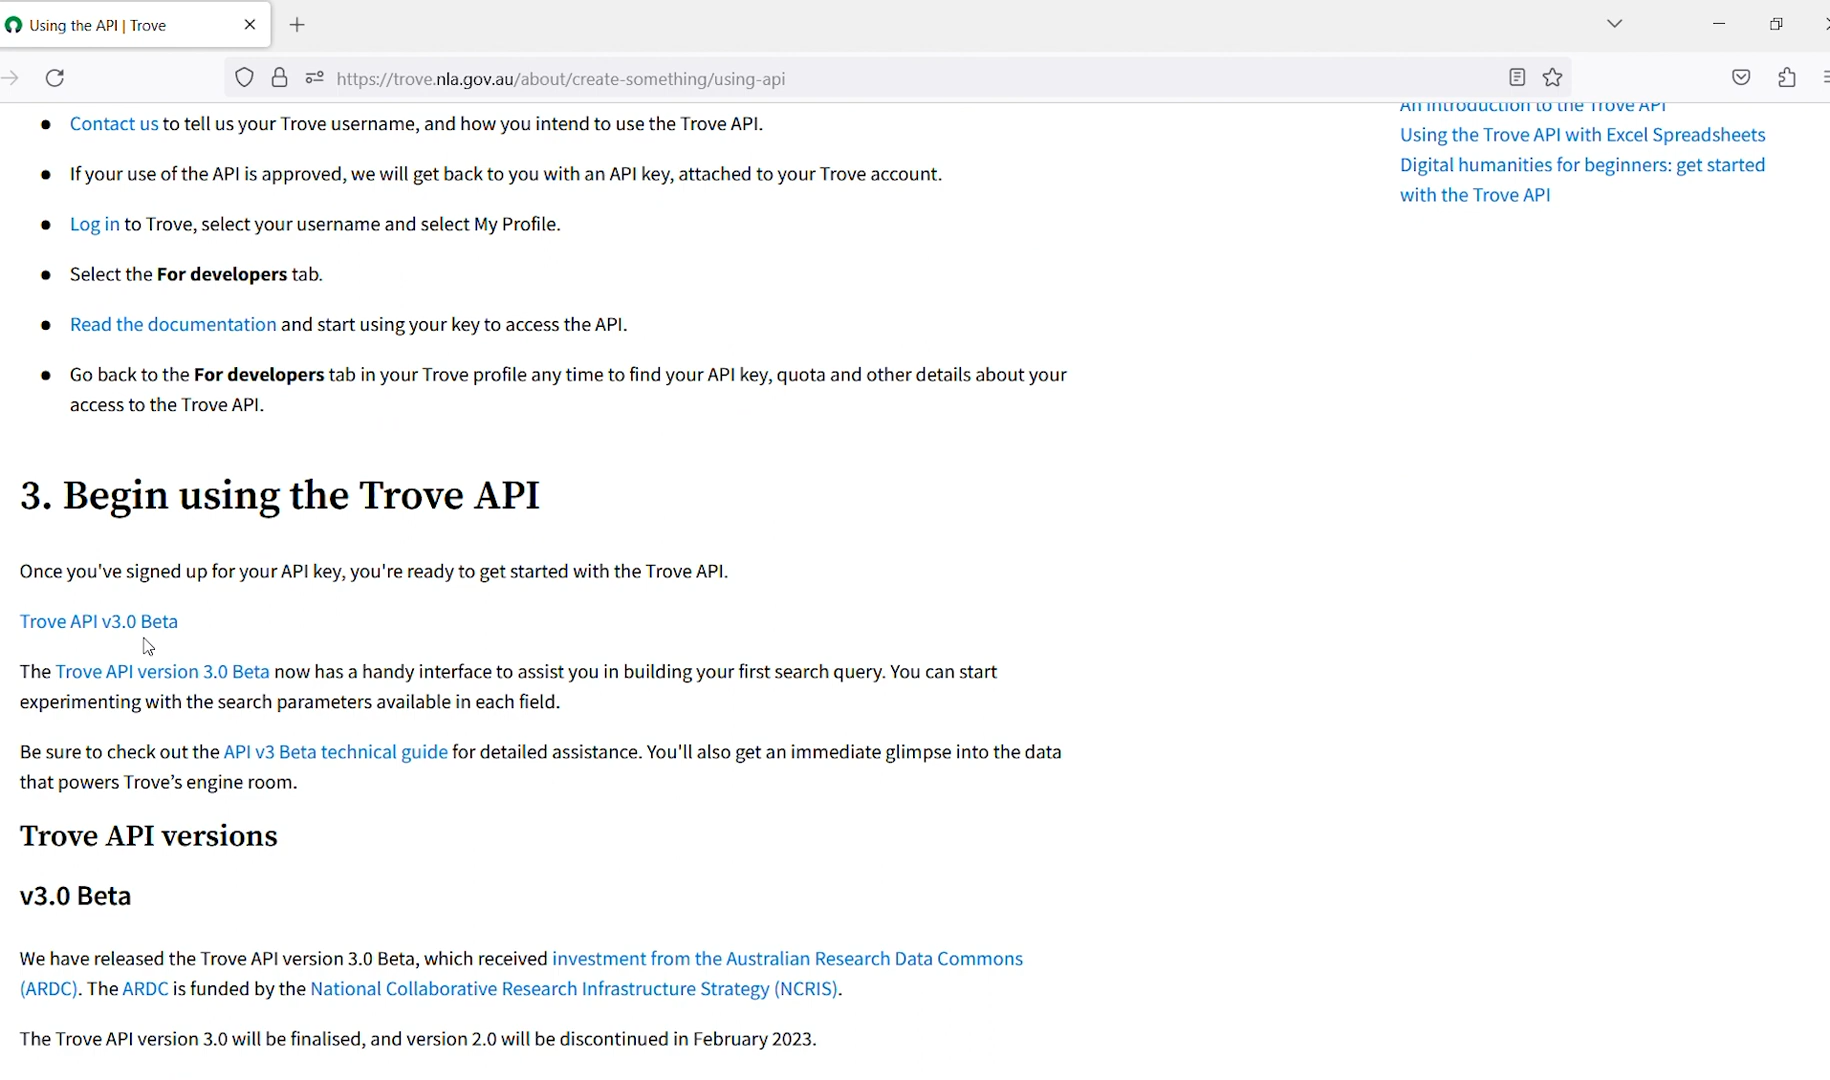 Using the API | Trove
https://trove.nla.gov.au/about/create-something/using-api
An introduction to the Trove API
Contact us to tell us your Trove username, and how you intend to use the Trove API.
Using the Trove API with Excel Spreadsheets
Digital humanities for beginners: get started
with the Trove API
If your use of the API is approved, we will get back to you with an API key, attached to your Trove account.
Log in to Trove, select your username and select My Profile.
Select the For developers tab.
Read the documentation and start using your key to access the API.
Go back to the For developers tab in your Trove profile any time to find your API key, quota and other details about your
access to the Trove API.
3. Begin using the Trove API
Once you've signed up for your API key, you're ready to get started with the Trove API.
Trove API v3.0 Beta
The Trove API version 3.0 Beta now has a handy interface to assist you in building your first search query. You can start
experimenting with the search parameters available in each field.
Be sure to check out the API v3 Beta technical guide for detailed assistance. You'll also get an immediate glimpse into the data
that powers Trove’s engine room.
Trove API versions
v3.0 Beta
We have released the Trove API version 3.0 Beta, which received investment from the Australian Research Data Commons
(ARDC). The ARDC is funded by the National Collaborative Research Infrastructure Strategy (NCRIS).
The Trove API version 3.0 will be finalised, and version 2.0 will be discontinued in February 2023.